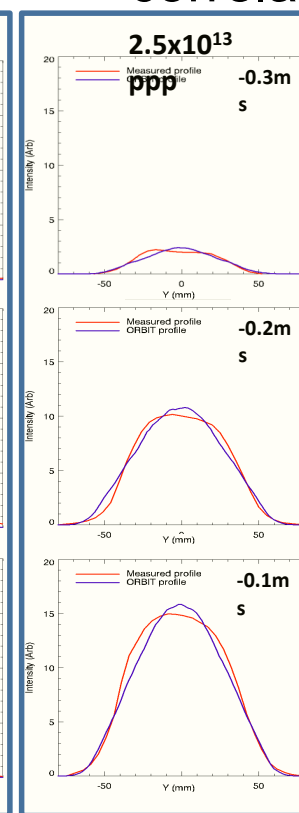 2.5x10¹³
ppp
-0.3m
s
Measured profile
ORBIT profile
20
15
10
5
0
Intensity (Arb)
-50
0
50
Y (mm)
-0.2m
s
Measured profile
ORBIT profile
20
15
10
5
0
Intensity (Arb)
-50
0
50
Y (mm)
-0.1m
s
Measured profile
ORBIT profile
20
15
10
5
0
Intensity (Arb)
-50
0
50
Y (mm)